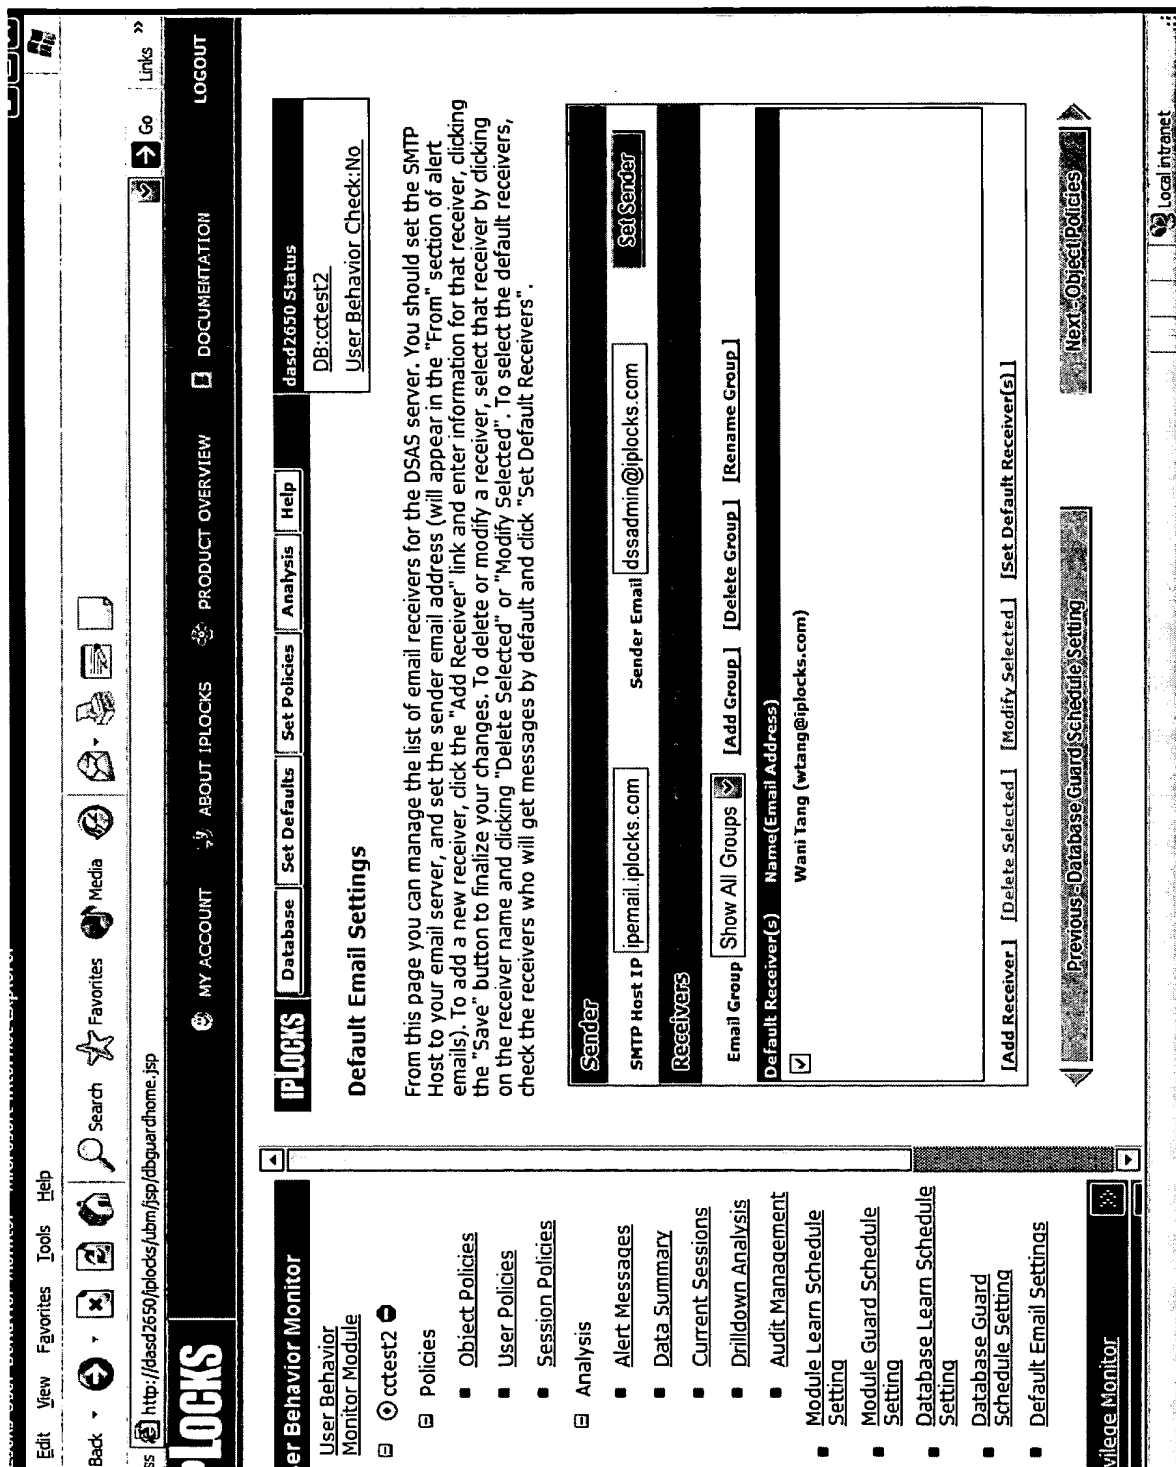 Edit View Favorites Tools Help
Back Search Favorites Media
http://dasd2650/iplocks/ubm/jsp/dbguardhome.jsp Go Links »
MY ACCOUNT ABOUT IPLOCKS PRODUCT OVERVIEW DOCUMENTATION LOGOUT
User Behavior
Monitor Module
cctest2
Policies
Object Policies
User Policies
Session Policies
Analysis
Alert Messages
Data Summary
Current Sessions
Drilldown Analysis
Audit Management
Module Learn Schedule
Setting
Module Guard Schedule
Setting
Database Learn Schedule
Setting
Database Guard
Schedule Setting
Default Email Settings
IPLOCKS Database Set Defaults Set Policies Analysis Help
dasd2650 Status
DB:cctest2
User Behavior Check:No
Default Email Settings
From this page you can manage the list of email receivers for the DSAS server. You should set the SMTP
Host to your email server, and set the sender email address (will appear in the "From" section of alert
emails). To add a new receiver, click the "Add Receiver" link and enter information for that receiver, clicking
the "Save" button to finalize your changes. To delete or modify a receiver, select that receiver by clicking
on the receiver name and clicking "Delete Selected" or "Modify Selected". To select the default receivers,
check the receivers who will get messages by default and click "Set Default Receivers".
Sender
SMTP Host IP ipemail.iplocks.com Sender Email dssadmin@iplocks.com Set Sender
Receivers
Email Group Show All Groups [Add Group] [Delete Group] [Rename Group]
Default Receiver(s) Name(Email Address)
Wani Tang (wtang@iplocks.com)
[Add Receiver] [Delete Selected] [Modify Selected] [Set Default Receiver(s)]
Previous - Database Guard Schedule Setting Next - Object Policies
Local intranet